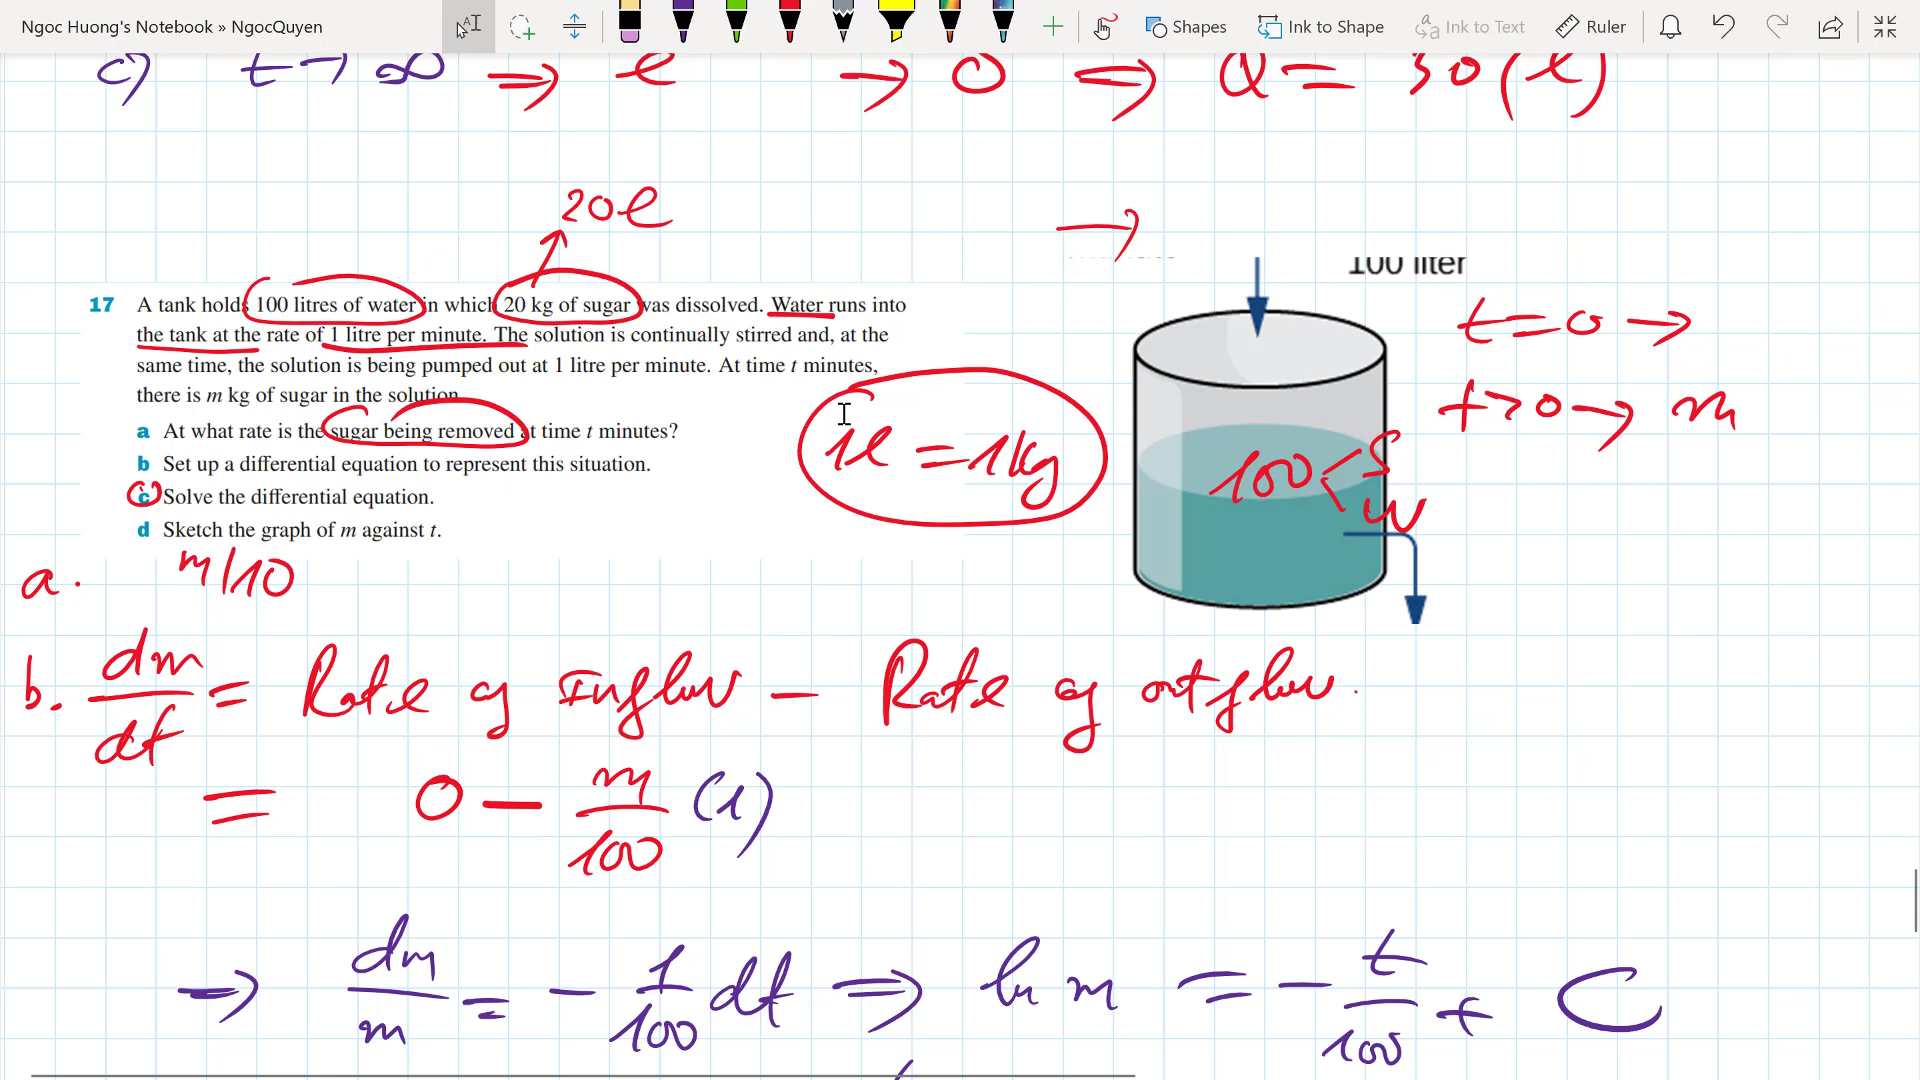 Ngoc Huong's Notebook » NgocQuyen
Shapes
Ink to Shape
Ink to Text
Ruler
c) t → ∞ ⇒ e → 0 ⇒ Q = 30 (l)
20l
→
100 liter
17 A tank holds 100 litres of water in which 20 kg of sugar was dissolved. Water runs into
the tank at the rate of 1 litre per minute. The solution is continually stirred and, at the
same time, the solution is being pumped out at 1 litre per minute. At time t minutes,
there is m kg of sugar in the solution.
a At what rate is the sugar being removed at time t minutes?
b Set up a differential equation to represent this situation.
c Solve the differential equation.
d Sketch the graph of m against t.
1l = 1kg
t = 0 →
t > 0 → m
100 < S
W
a. m/10
b. dm/dt = Rate of Inflow − Rate of outflow.
= 0 − m/100 (1)
→ dm/m = − 1/100 dt ⇒ ln m = − t/100 + C